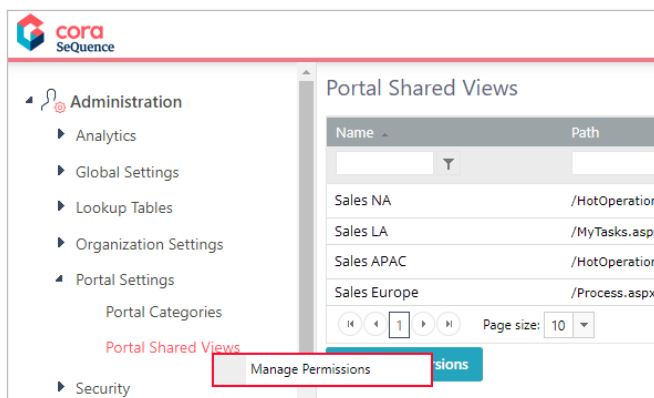 cora
SeQuence
Administration
Analytics
Global Settings
Lookup Tables
Organization Settings
Portal Settings
Portal Categories
Portal Shared Views
Security
Portal Shared Views
Name Path
Sales NA /HotOperation
Sales LA /MyTasks.asp
Sales APAC /HotOperation
Sales Europe /Process.aspx
1 Page size: 10
Manage Permissions
sions